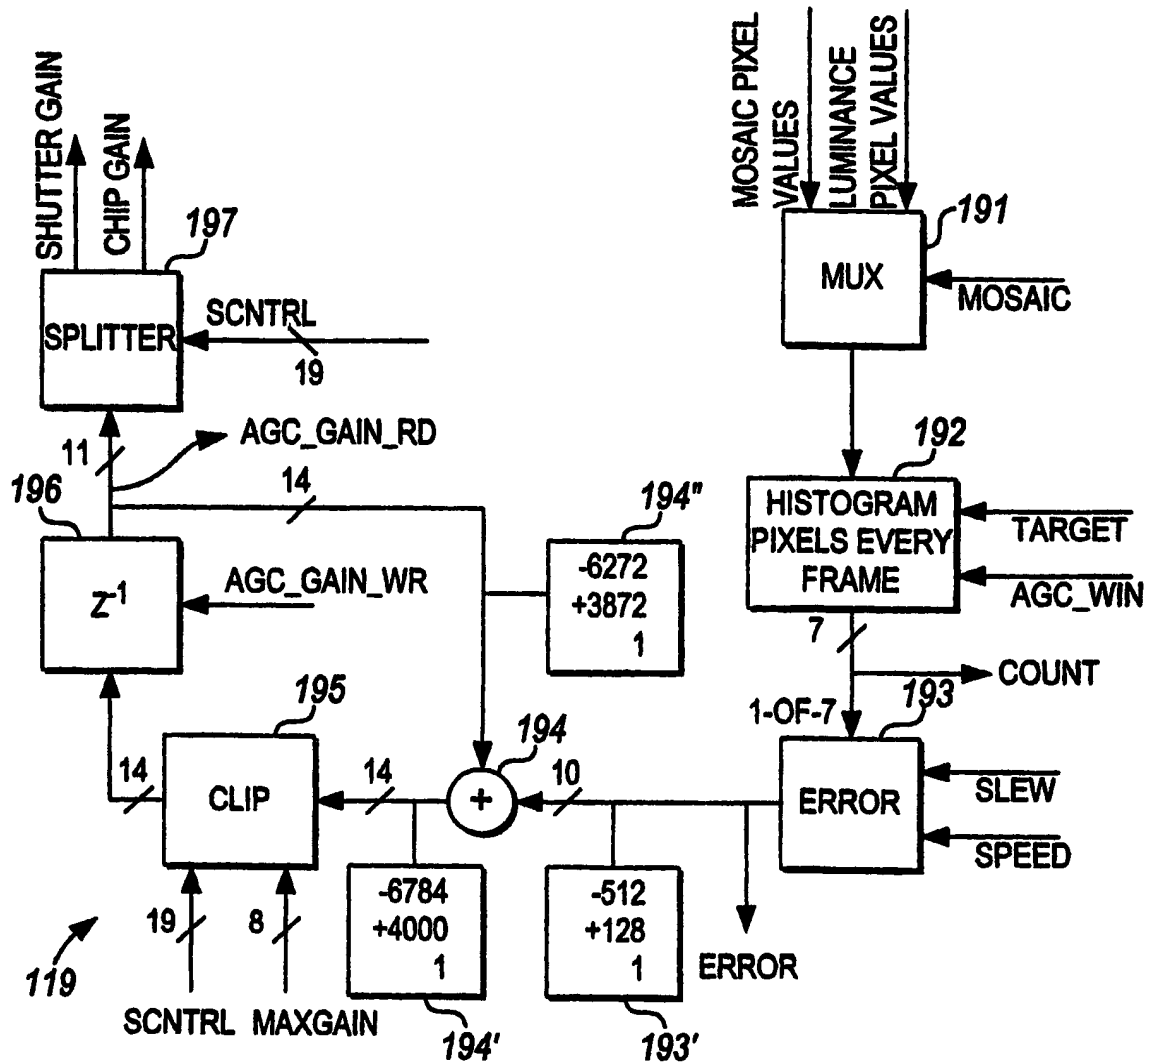 SHUTTER GAIN
CHIP GAIN
197
SPLITTER
SCNTRL
19
11
AGC_GAIN_RD
14
196
Z⁻¹
AGC_GAIN_WR
194"
-6272
+3872
1
195
14
CLIP
14
194
+
10
19
8
SCNTRL
MAXGAIN
119
-6784
+4000
1
194'
-512
+128
1
193'
ERROR
MOSAIC PIXEL
VALUES
LUMINANCE
PIXEL VALUES
191
MUX
MOSAIC
192
HISTOGRAM
PIXELS EVERY
FRAME
TARGET
AGC_WIN
7
COUNT
1-OF-7
193
ERROR
SLEW
SPEED